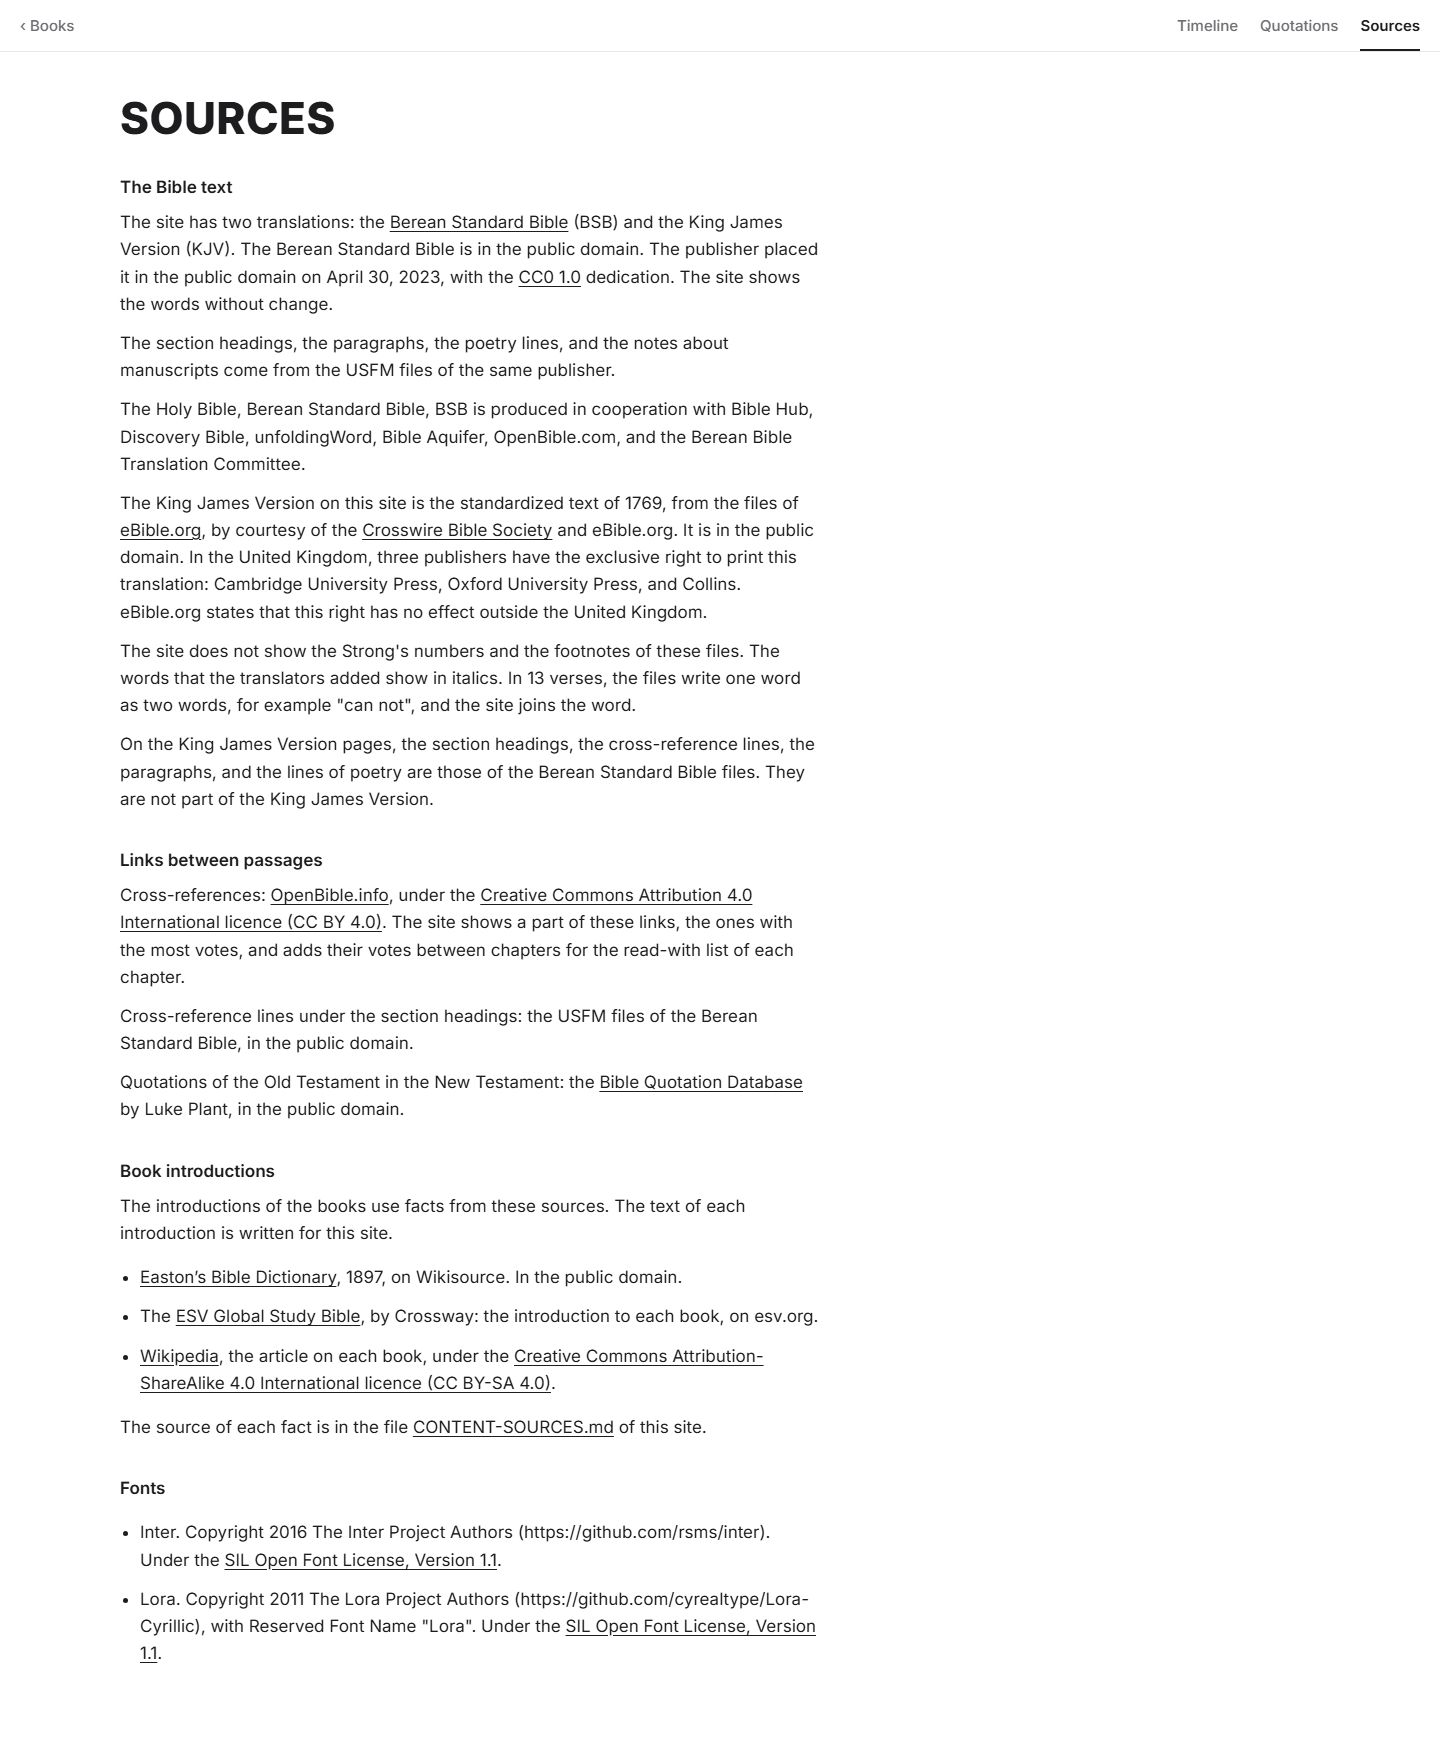 ‹ Books
Timeline
Quotations
Sources
SOURCES
The Bible text
The site has two translations: the Berean Standard Bible (BSB) and the King James
Version (KJV). The Berean Standard Bible is in the public domain. The publisher placed
it in the public domain on April 30, 2023, with the CC0 1.0 dedication. The site shows
the words without change.
The section headings, the paragraphs, the poetry lines, and the notes about
manuscripts come from the USFM files of the same publisher.
The Holy Bible, Berean Standard Bible, BSB is produced in cooperation with Bible Hub,
Discovery Bible, unfoldingWord, Bible Aquifer, OpenBible.com, and the Berean Bible
Translation Committee.
The King James Version on this site is the standardized text of 1769, from the files of
eBible.org, by courtesy of the Crosswire Bible Society and eBible.org. It is in the public
domain. In the United Kingdom, three publishers have the exclusive right to print this
translation: Cambridge University Press, Oxford University Press, and Collins.
eBible.org states that this right has no effect outside the United Kingdom.
The site does not show the Strong's numbers and the footnotes of these files. The
words that the translators added show in italics. In 13 verses, the files write one word
as two words, for example "can not", and the site joins the word.
On the King James Version pages, the section headings, the cross-reference lines, the
paragraphs, and the lines of poetry are those of the Berean Standard Bible files. They
are not part of the King James Version.
Links between passages
Cross-references: OpenBible.info, under the Creative Commons Attribution 4.0
International licence (CC BY 4.0). The site shows a part of these links, the ones with
the most votes, and adds their votes between chapters for the read-with list of each
chapter.
Cross-reference lines under the section headings: the USFM files of the Berean
Standard Bible, in the public domain.
Quotations of the Old Testament in the New Testament: the Bible Quotation Database
by Luke Plant, in the public domain.
Book introductions
The introductions of the books use facts from these sources. The text of each
introduction is written for this site.
• Easton’s Bible Dictionary, 1897, on Wikisource. In the public domain.
• The ESV Global Study Bible, by Crossway: the introduction to each book, on esv.org.
• Wikipedia, the article on each book, under the Creative Commons Attribution-
ShareAlike 4.0 International licence (CC BY-SA 4.0).
The source of each fact is in the file CONTENT-SOURCES.md of this site.
Fonts
• Inter. Copyright 2016 The Inter Project Authors (https://github.com/rsms/inter).
Under the SIL Open Font License, Version 1.1.
• Lora. Copyright 2011 The Lora Project Authors (https://github.com/cyrealtype/Lora-
Cyrillic), with Reserved Font Name "Lora". Under the SIL Open Font License, Version
1.1.